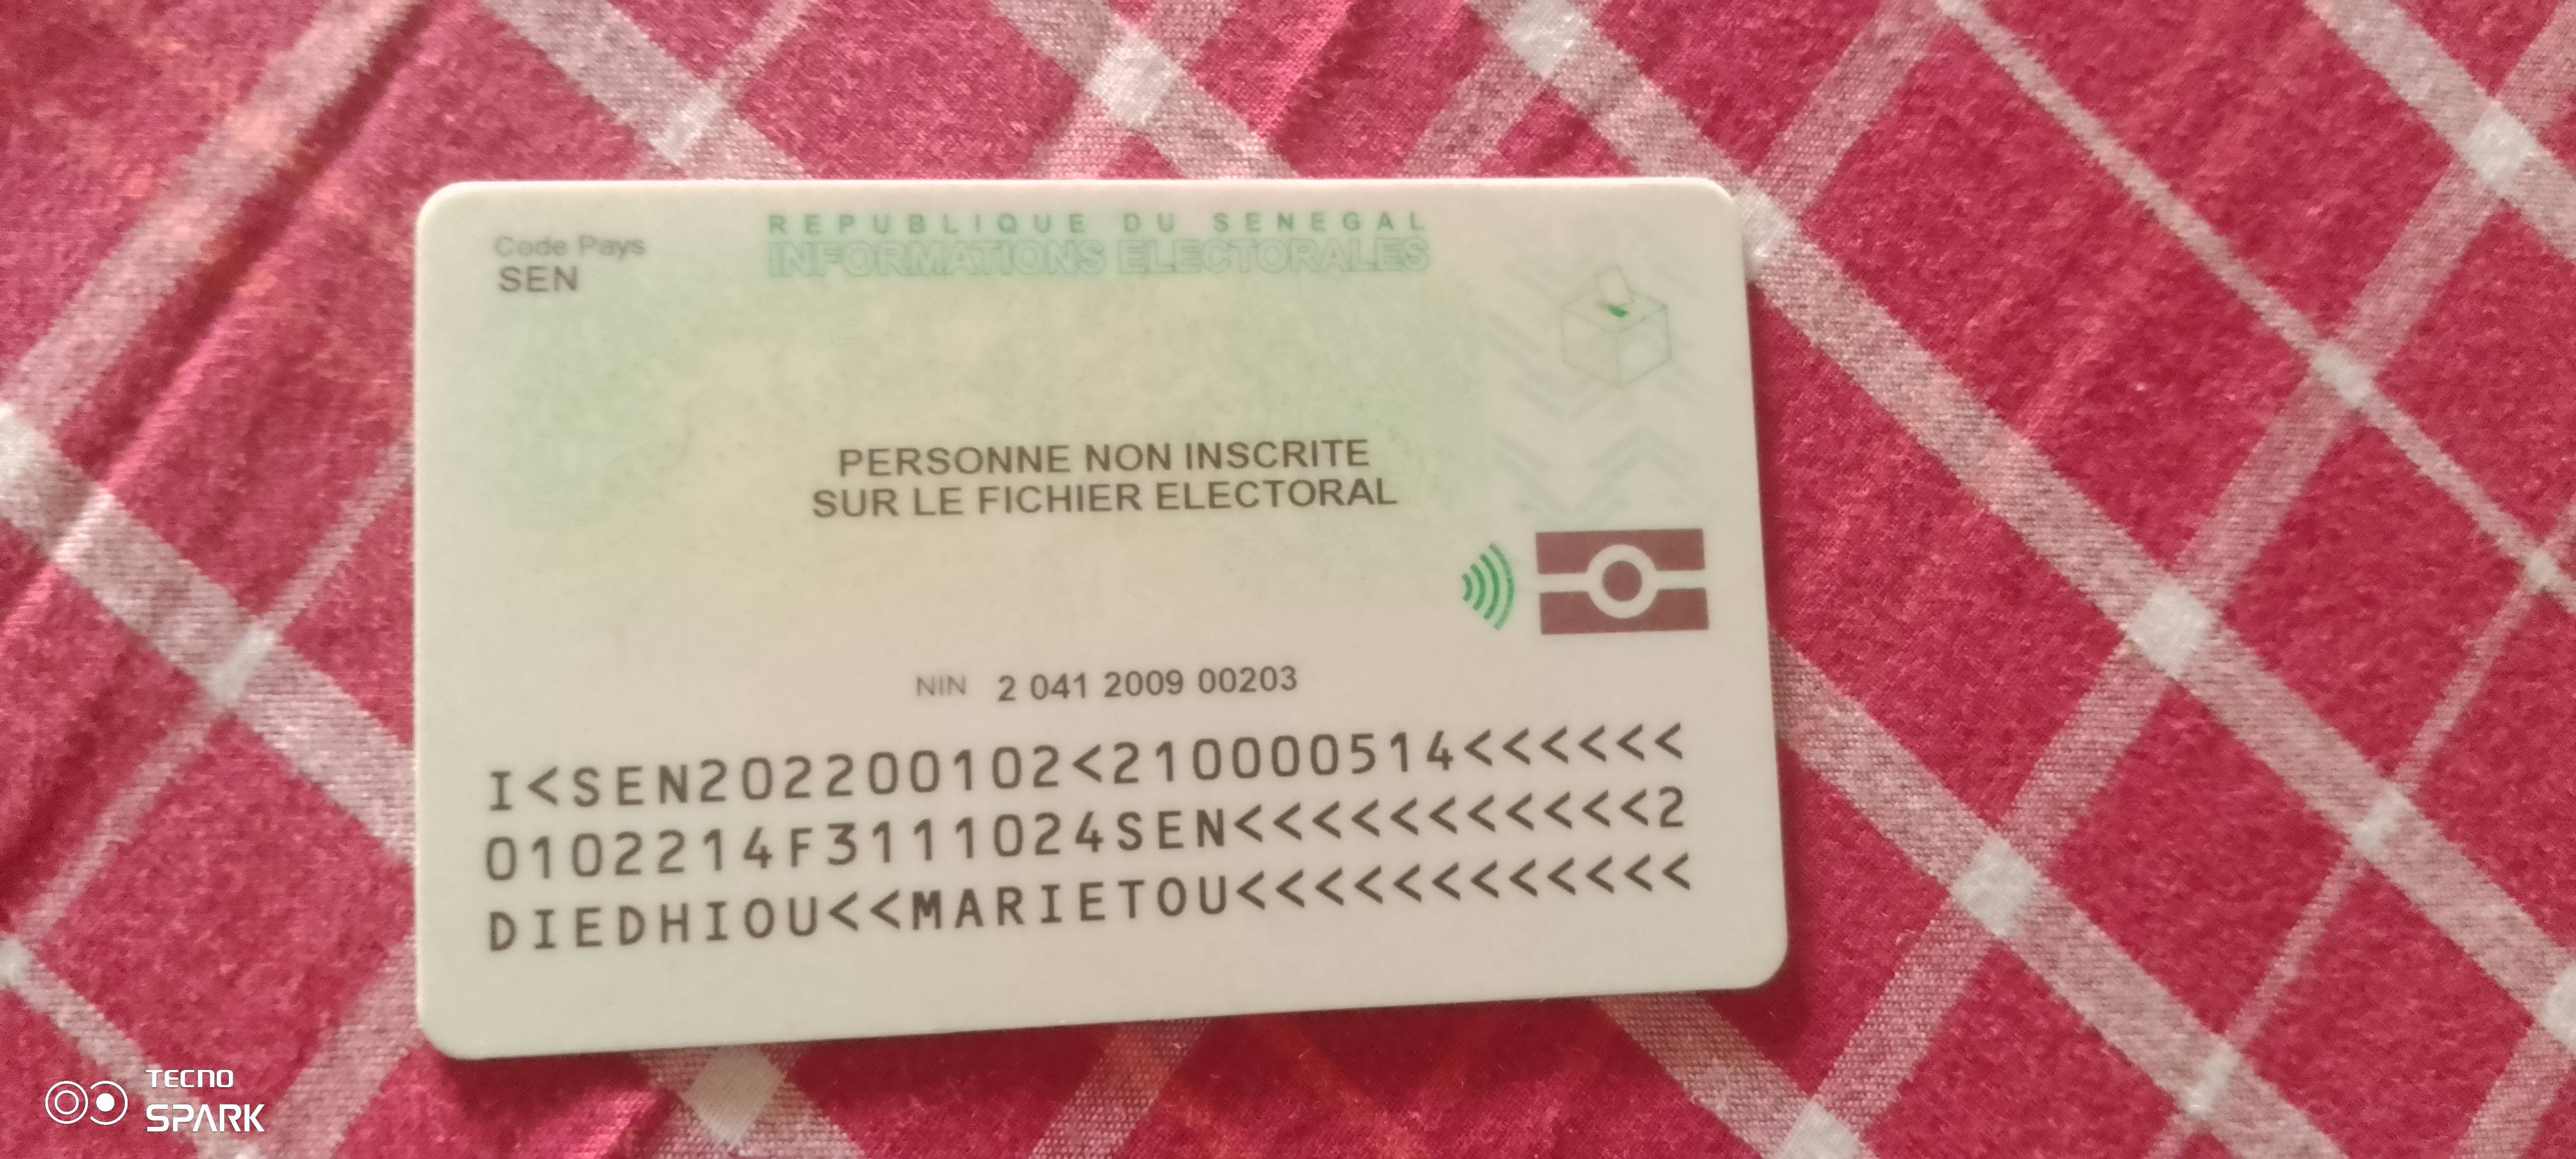 REPUBLIQUE DU SENEGAL
INFORMATIONS ELECTORALES
Code Pays
SEN
PERSONNE NON INSCRITE
SUR LE FICHIER ELECTORAL
NIN 2 041 2009 00203
I<SEN202200102<210000514<<<<<<
0102214F3111024SEN<<<<<<<<<<<2
DIEDHIOU<<MARIETOU<<<<<<<<<<<<
TECNO
SPARK